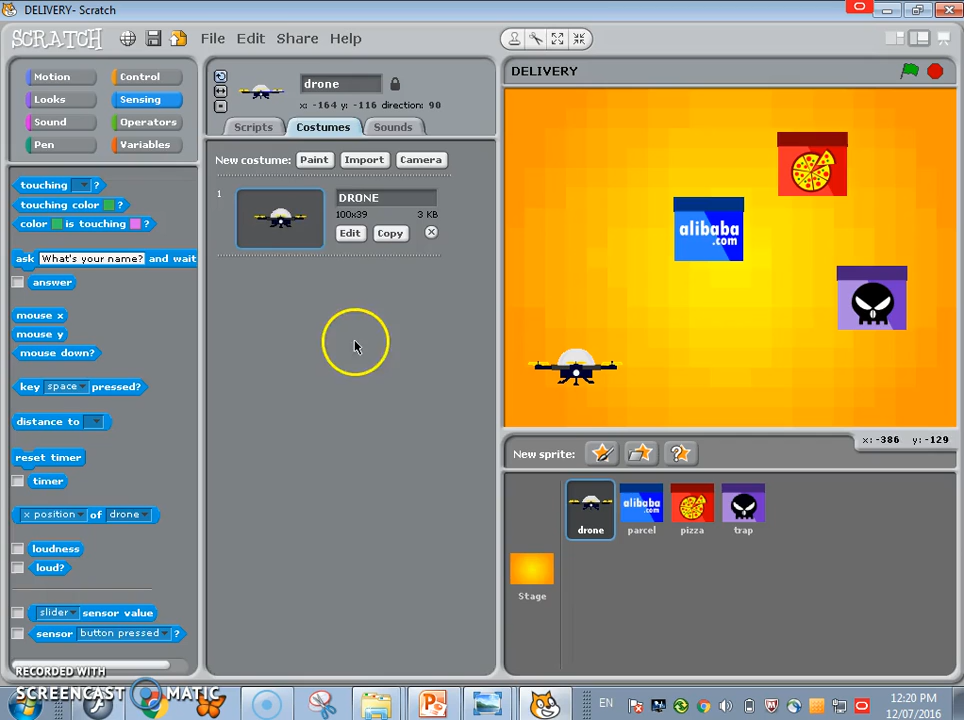 DELIVERY- Scratch
SCRATCH
File Edit Share Help
Motion Control
Looks Sensing
Sound Operators
Pen Variables
touching ?
touching color ?
color is touching ?
ask What's your name? and wait
answer
mouse x
mouse y
mouse down?
key space pressed?
distance to
reset timer
timer
x position of drone
loudness
loud?
slider sensor value
sensor button pressed ?
drone
x: -164 y: -116 direction: 90
Scripts Costumes Sounds
New costume: Paint Import Camera
1
DRONE
100x39 3 KB
Edit Copy
DELIVERY
alibaba
.com
x: -386 y: -129
New sprite:
alibaba
.com
drone parcel pizza trap
Stage
RECORDED WITH
SCREENCAST MATIC
EN
12:20 PM
12/07/2016